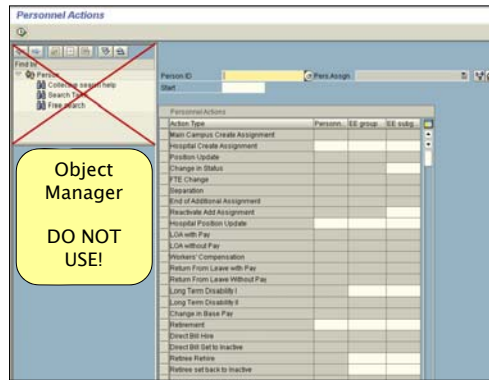 Personnel Actions
Find by
Person
Collective search help
Search Term
Free search
Object
Manager
DO NOT
USE!
Person ID
Pers.Assgn
Start
Personnel Actions
Action Type Personn.. EE group EE subg..
Main Campus Create Assignment
Hospital Create Assignment
Position Update
Change in Status
FTE Change
Separation
End of Additional Assignment
Reactivate Add Assignment
Hospital Position Update
LOA with Pay
LOA without Pay
Workers' Compensation
Return From Leave with Pay
Return From Leave Without Pay
Long Term Disability I
Long Term Disability II
Change in Base Pay
Retirement
Direct Bill Hire
Direct Bill Set to Inactive
Retiree Rehire
Retiree set back to Inactive